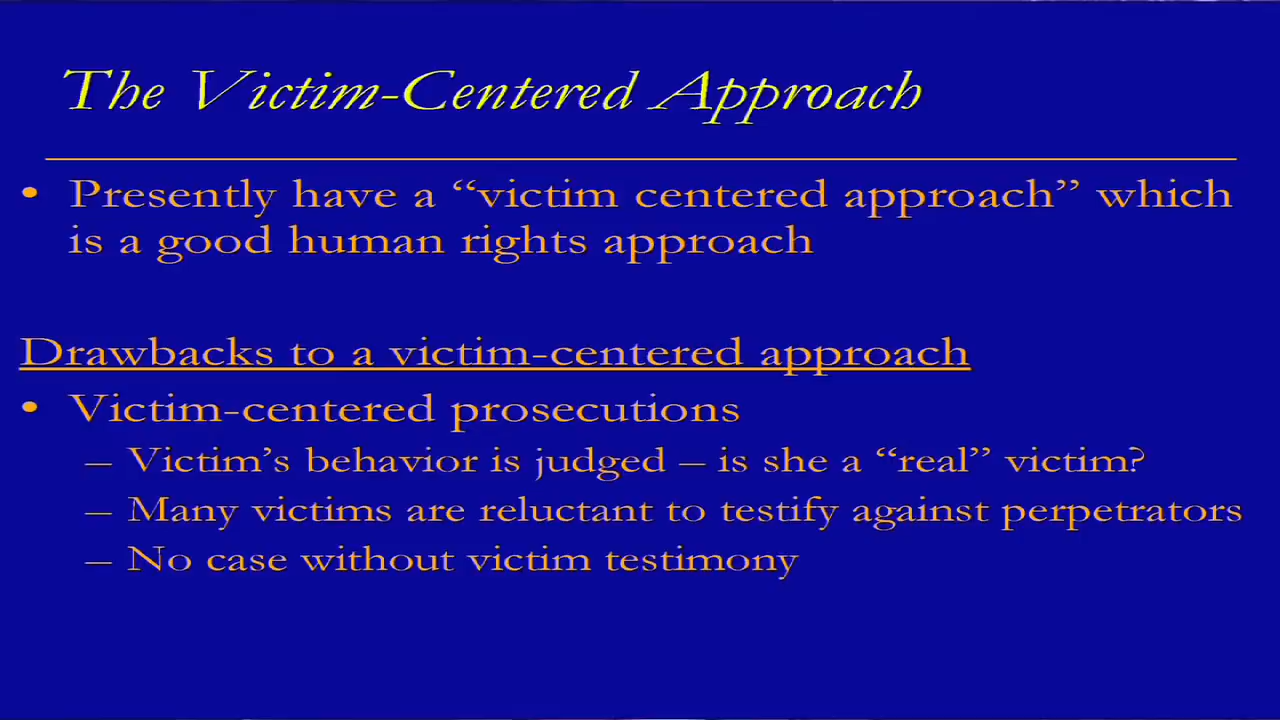 The Victim-Centered Approach
• Presently have a “victim centered approach” which
is a good human rights approach
Drawbacks to a victim-centered approach
• Victim-centered prosecutions
– Victim’s behavior is judged – is she a “real” victim?
– Many victims are reluctant to testify against perpetrators
– No case without victim testimony